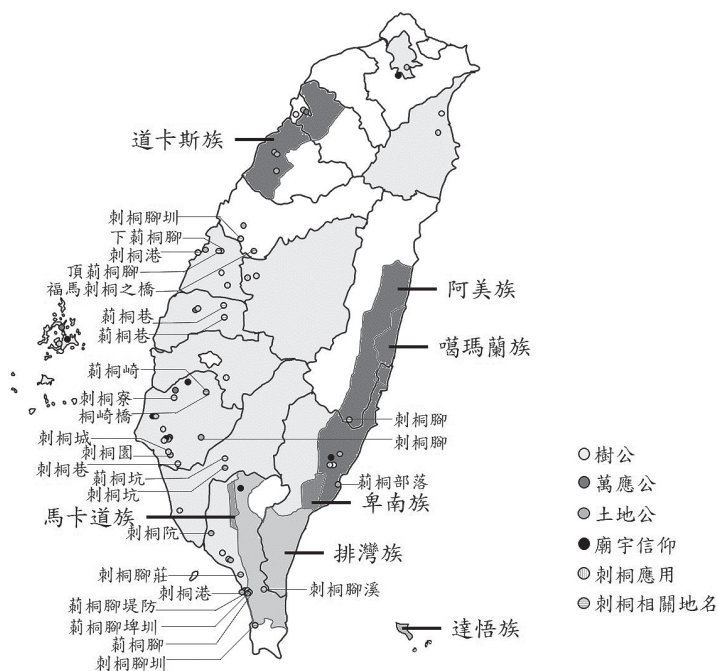 道卡斯族
刺桐腳圳
下莿桐腳
刺桐港
頂莿桐腳
福馬刺桐之橋
莿桐巷
莿桐巷
莿桐崎
刺桐寮
桐崎橋
刺桐城
刺桐園
刺桐巷
莿桐坑
刺桐坑
馬卡道族
刺桐阬
刺桐腳莊
刺桐港
莿桐腳堤防
莿桐腳埤圳
莿桐腳
刺桐腳圳
阿美族
噶瑪蘭族
刺桐腳
刺桐腳
莿桐部落
卑南族
排灣族
刺桐腳溪
達悟族
樹公
萬應公
土地公
廟宇信仰
刺桐應用
刺桐相關地名